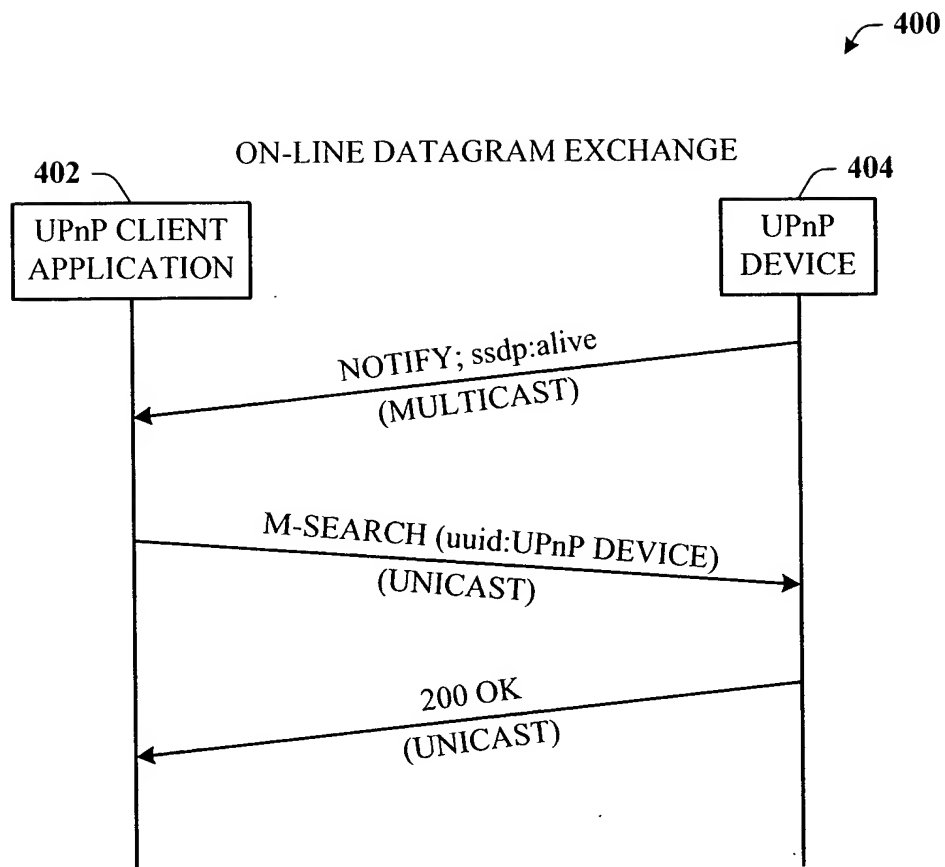 400
ON-LINE DATAGRAM EXCHANGE
402
404
UPnP CLIENT
APPLICATION
UPnP
DEVICE
NOTIFY; ssdp:alive
(MULTICAST)
M-SEARCH (uuid:UPnP DEVICE)
(UNICAST)
200 OK
(UNICAST)